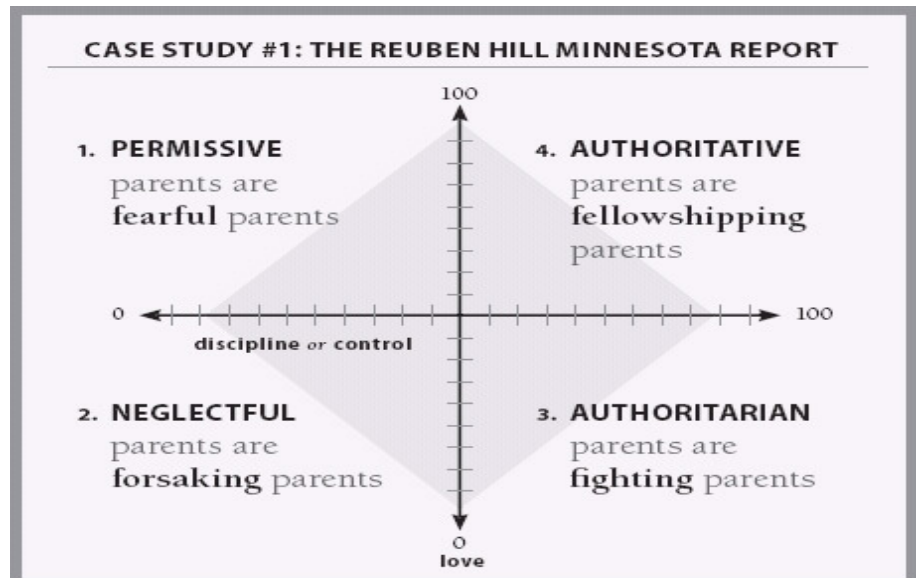 CASE STUDY #1: THE REUBEN HILL MINNESOTA REPORT
100
1. PERMISSIVE
parents are
fearful parents
4. AUTHORITATIVE
parents are
fellowshipping
parents
0
100
discipline or control
2. NEGLECTFUL
parents are
forsaking parents
3. AUTHORITARIAN
parents are
fighting parents
0
love